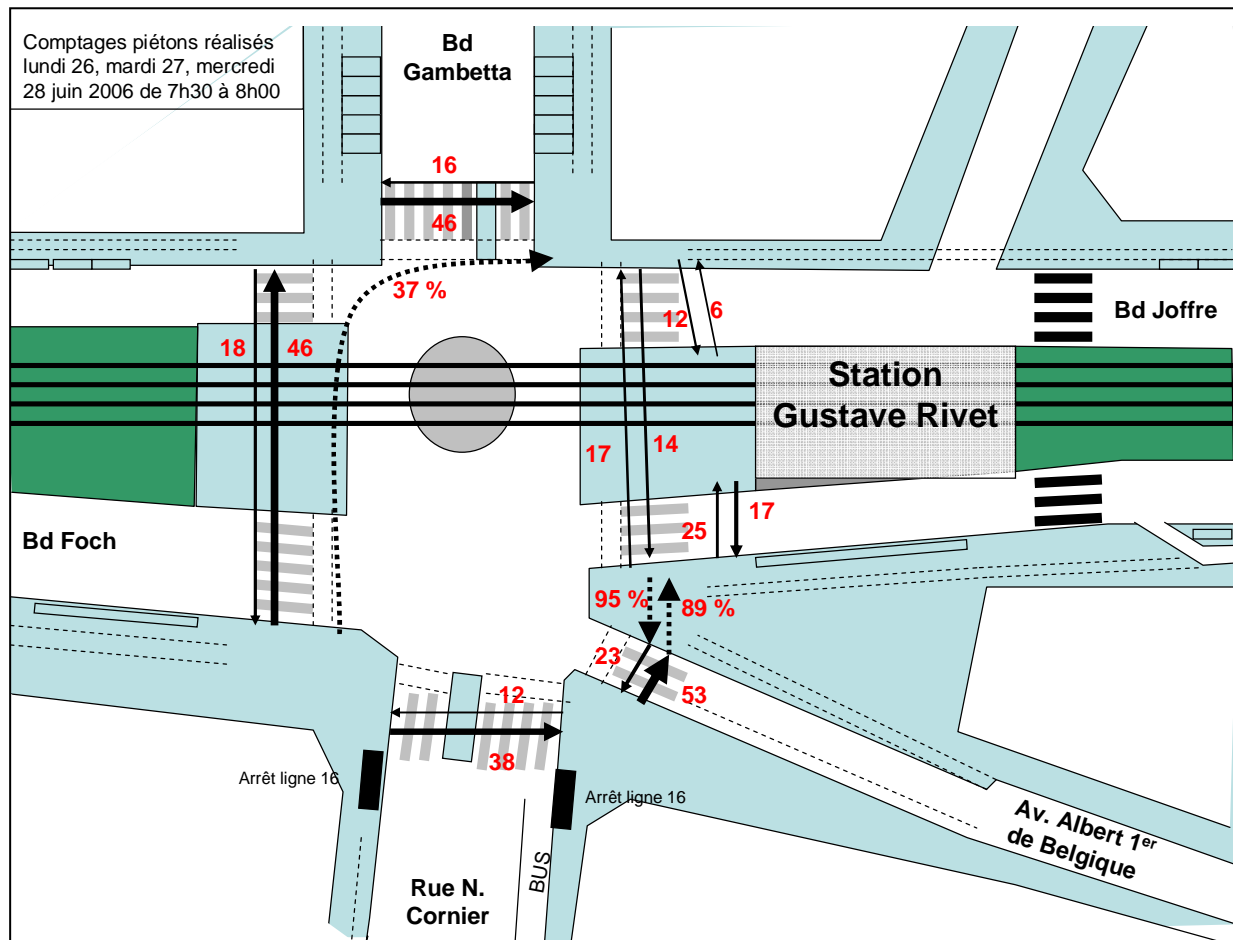 Comptages piétons réalisés
lundi 26, mardi 27, mercredi
28 juin 2006 de 7h30 à 8h00
Bd
Gambetta
16
46
37 %
12
6
Bd Joffre
18
46
Station
Gustave Rivet
17
14
25
17
Bd Foch
95 %
89 %
23
53
12
38
Arrêt ligne 16
Arrêt ligne 16
BUS
Rue N.
Cornier
Av. Albert 1er
de Belgique